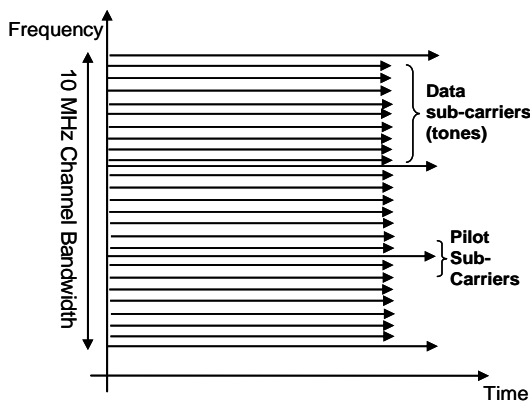 Frequency
10 MHz Channel Bandwidth
Data
sub-carriers
(tones)
Pilot
Sub-
Carriers
Time